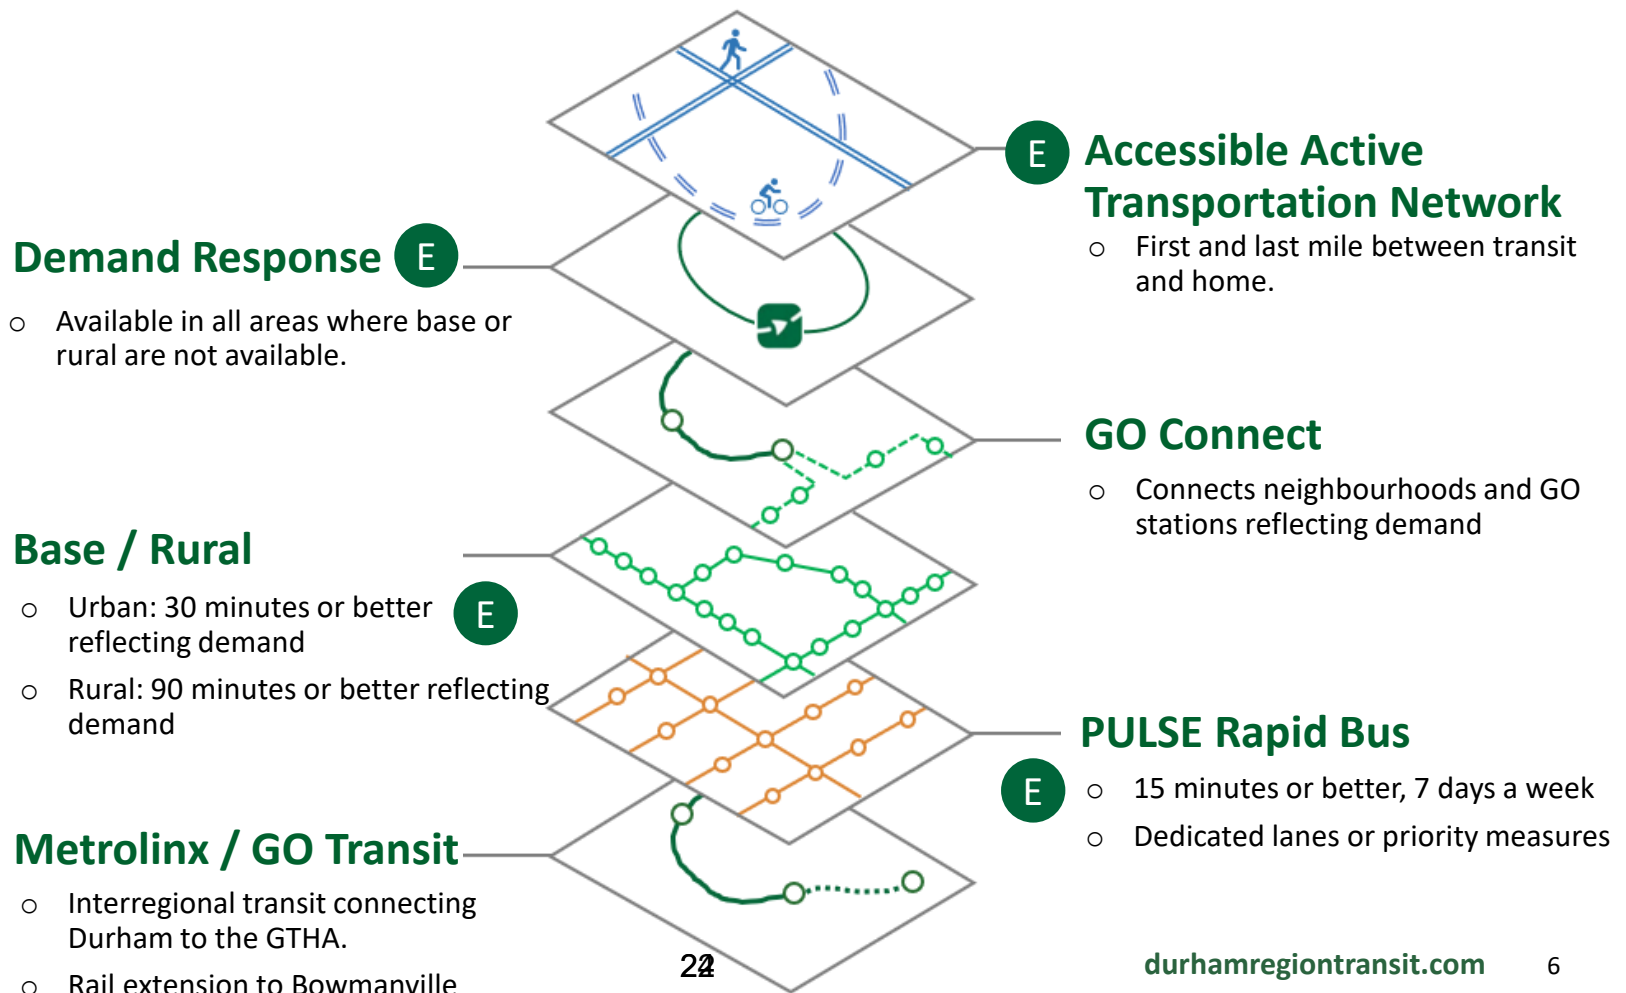 E
Accessible Active
Transportation Network
○ First and last mile between transit
and home.
Demand Response E
○ Available in all areas where base or
rural are not available.
GO Connect
○ Connects neighbourhoods and GO
stations reflecting demand
Base / Rural
○ Urban: 30 minutes or better
reflecting demand
E
○ Rural: 90 minutes or better reflecting
demand
PULSE Rapid Bus
E
○ 15 minutes or better, 7 days a week
○ Dedicated lanes or priority measures
Metrolinx / GO Transit
○ Interregional transit connecting
Durham to the GTHA.
○ Rail extension to Bowmanville
durhamregiontransit.com 6